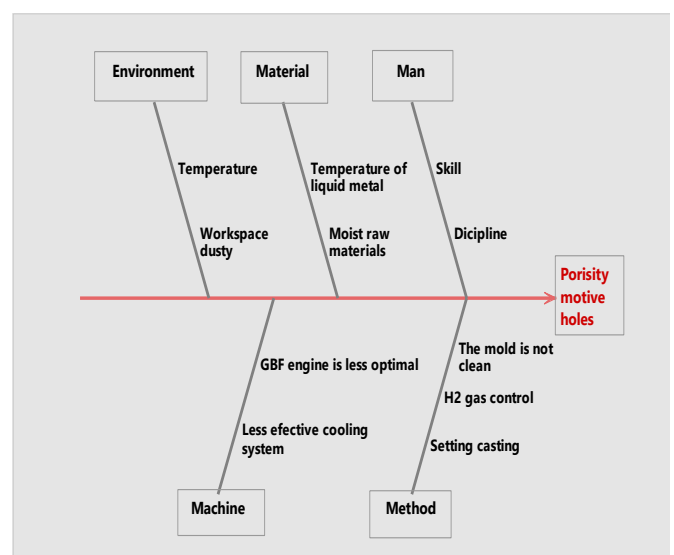 Environment
Material
Man
Temperature
Temperature of
liquid metal
Skill
Workspace
dusty
Moist raw
materials
Dicipline
Porisity
motive
holes
The mold is not
clean
GBF engine is less optimal
H2 gas control
Less efective cooling
system
Setting casting
Machine
Method